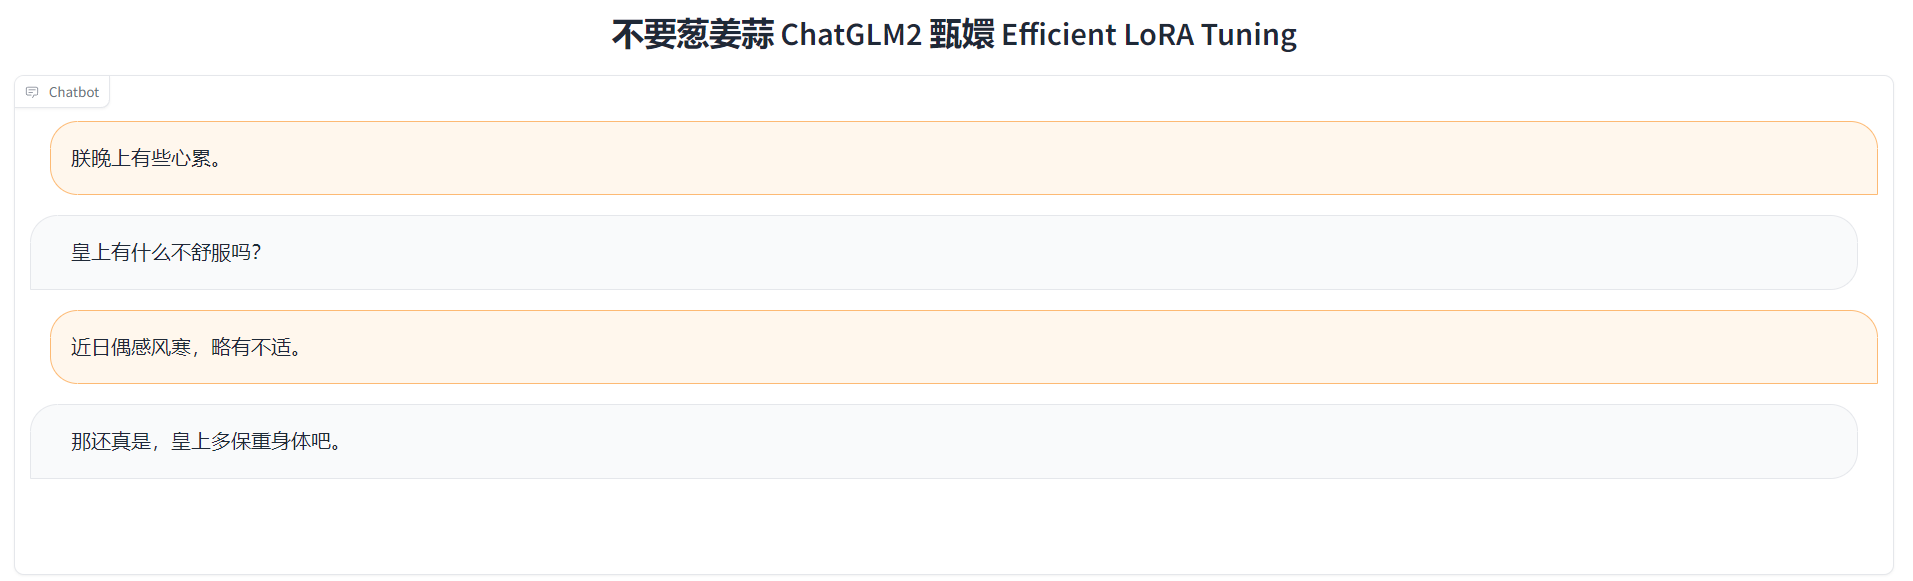 不要葱姜蒜 ChatGLM2 甄嬛 Efficient LoRA Tuning
Chatbot
朕晚上有些心累。
皇上有什么不舒服吗？
近日偶感风寒，略有不适。
那还真是，皇上多保重身体吧。